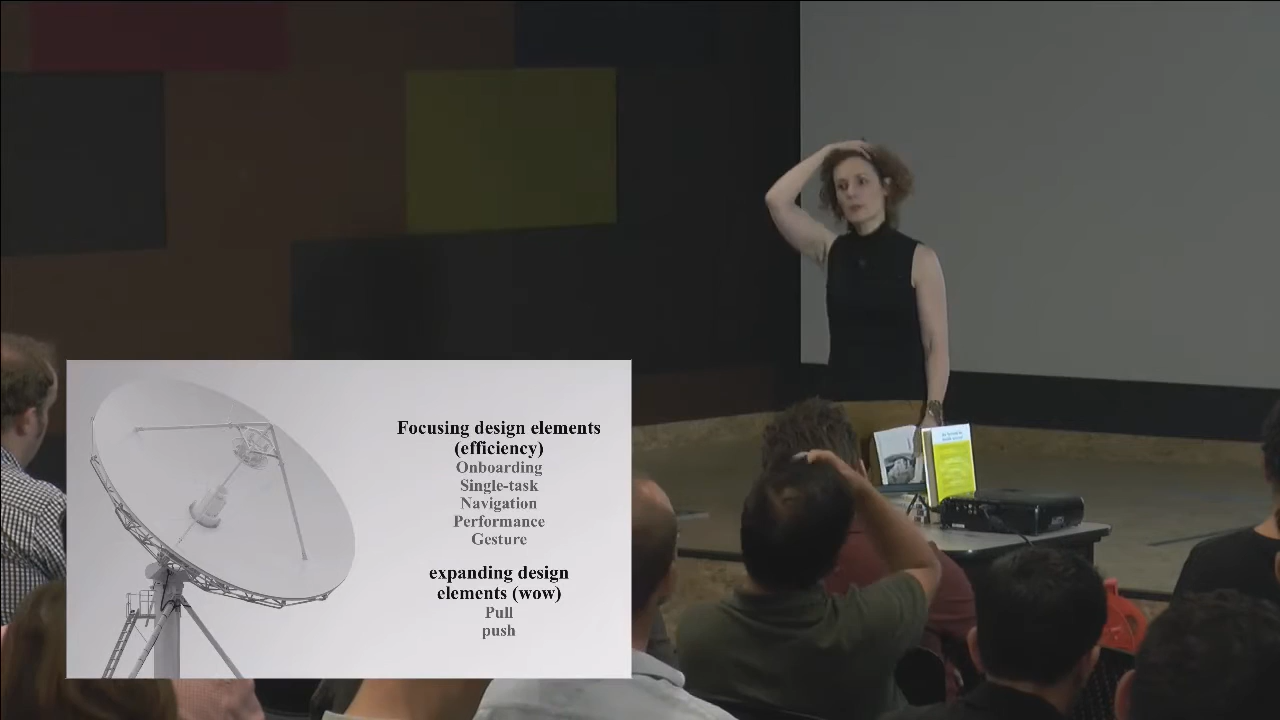 Focusing design elements
(efficiency)
Onboarding
Single-task
Navigation
Performance
Gesture
expanding design
elements (wow)
Pull
push